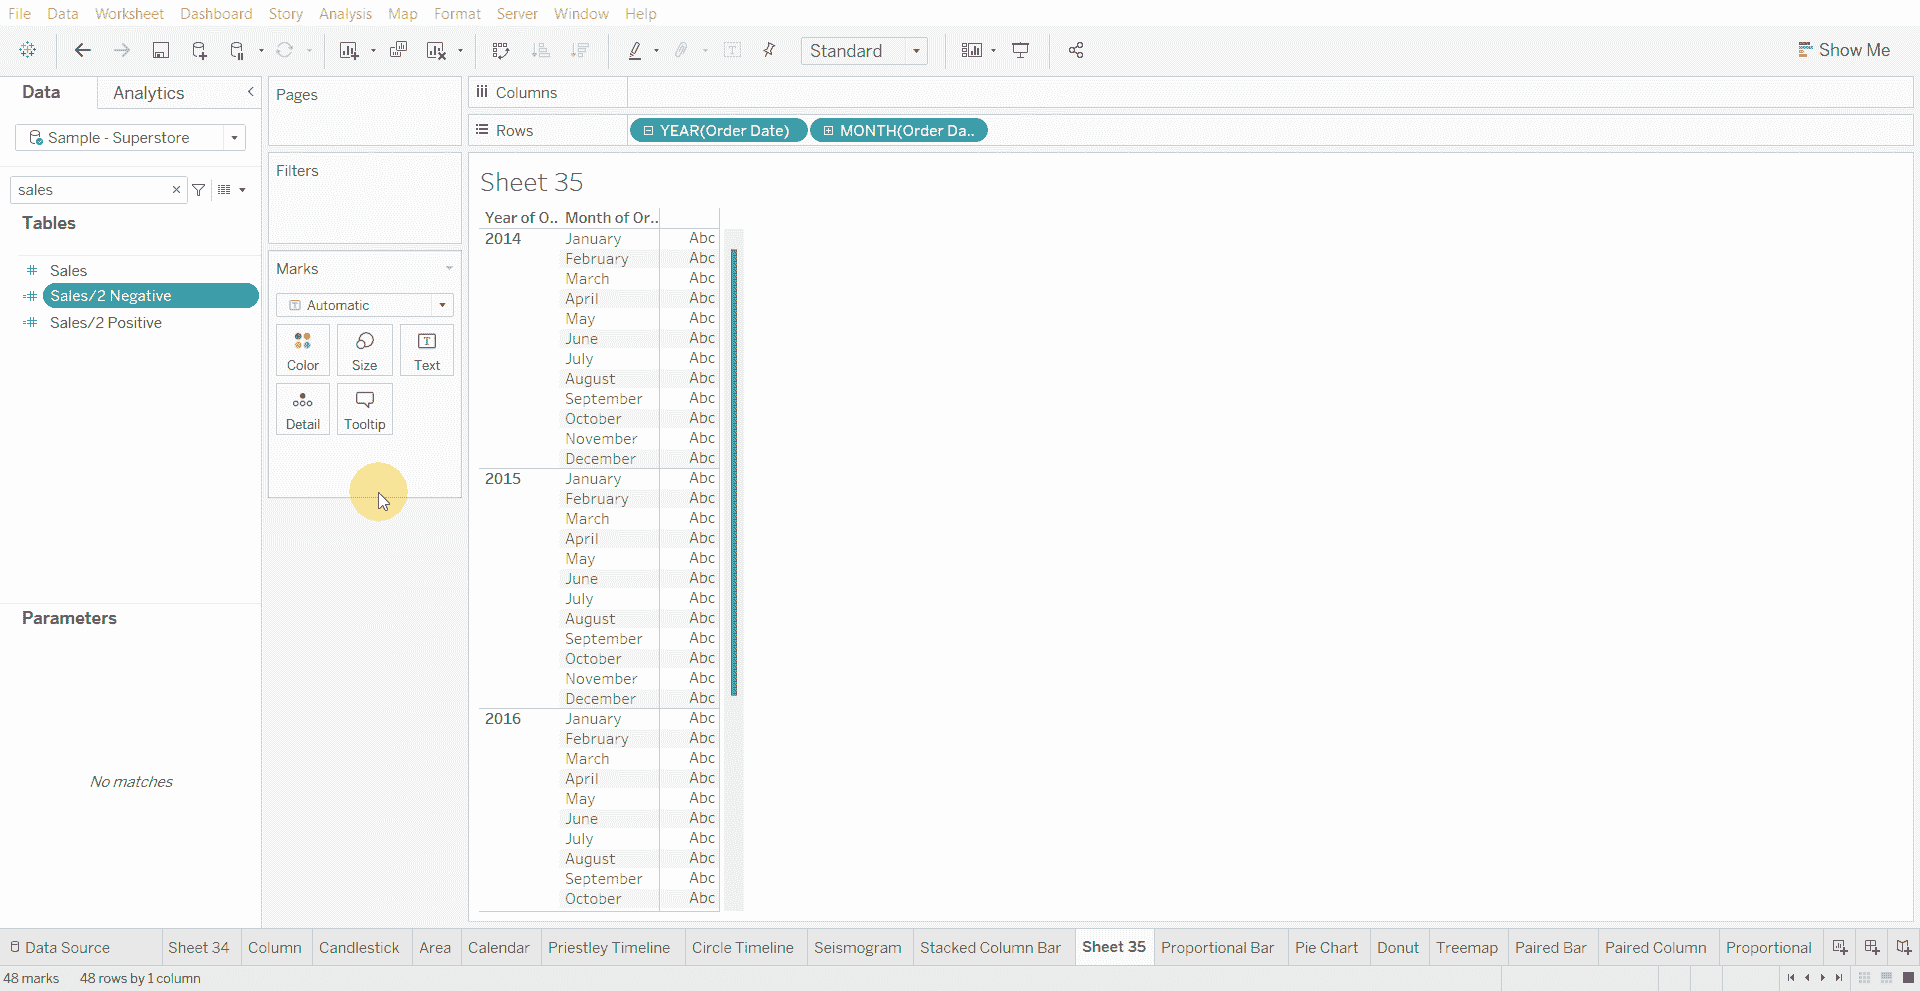 File Data Worksheet Dashboard Story Analysis Map Format Server Window Help
Standard
Show Me
Data Analytics
Sample - Superstore
sales
Tables
Sales
Sales/2 Negative
Sales/2 Positive
Parameters
No matches
Pages
Filters
Marks
Automatic
Color Size Text
Detail Tooltip
Columns
Rows YEAR(Order Date) MONTH(Order Da..
Sheet 35
Year of O.. Month of Or..
2014 January Abc
February Abc
March Abc
April Abc
May Abc
June Abc
July Abc
August Abc
September Abc
October Abc
November Abc
December Abc
2015 January Abc
February Abc
March Abc
April Abc
May Abc
June Abc
July Abc
August Abc
September Abc
October Abc
November Abc
December Abc
2016 January Abc
February Abc
March Abc
April Abc
May Abc
June Abc
July Abc
August Abc
September Abc
October Abc
Data Source Sheet 34 Column Candlestick Area Calendar Priestley Timeline Circle Timeline Seismogram Stacked Column Bar Sheet 35 Proportional Bar Pie Chart Donut Treemap Paired Bar Paired Column Proportional
48 marks 48 rows by 1 column